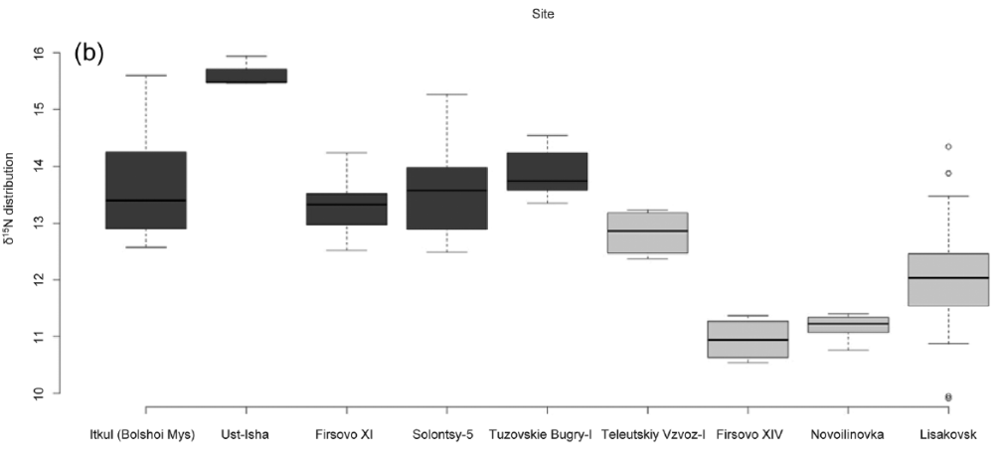 Site
(b)
16
15
14
13
12
11
10
δ¹⁵N distribution
Itkul (Bolshoi Mys) Ust-Isha Firsovo XI Solontsy-5 Tuzovskie Bugry-I Teleutskiy Vzvoz-I Firsovo XIV Novoilinovka Lisakovsk